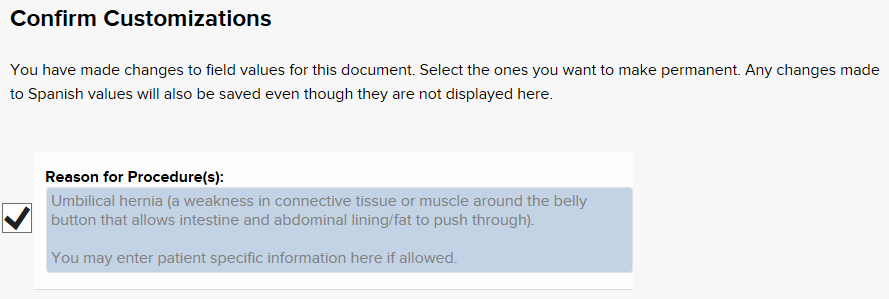 Confirm Customizations
You have made changes to field values for this document. Select the ones you want to make permanent. Any changes made
to Spanish values will also be saved even though they are not displayed here.
Reason for Procedure(s):
Umbilical hernia (a weakness in connective tissue or muscle around the belly
button that allows intestine and abdominal lining/fat to push through).
You may enter patient specific information here if allowed.